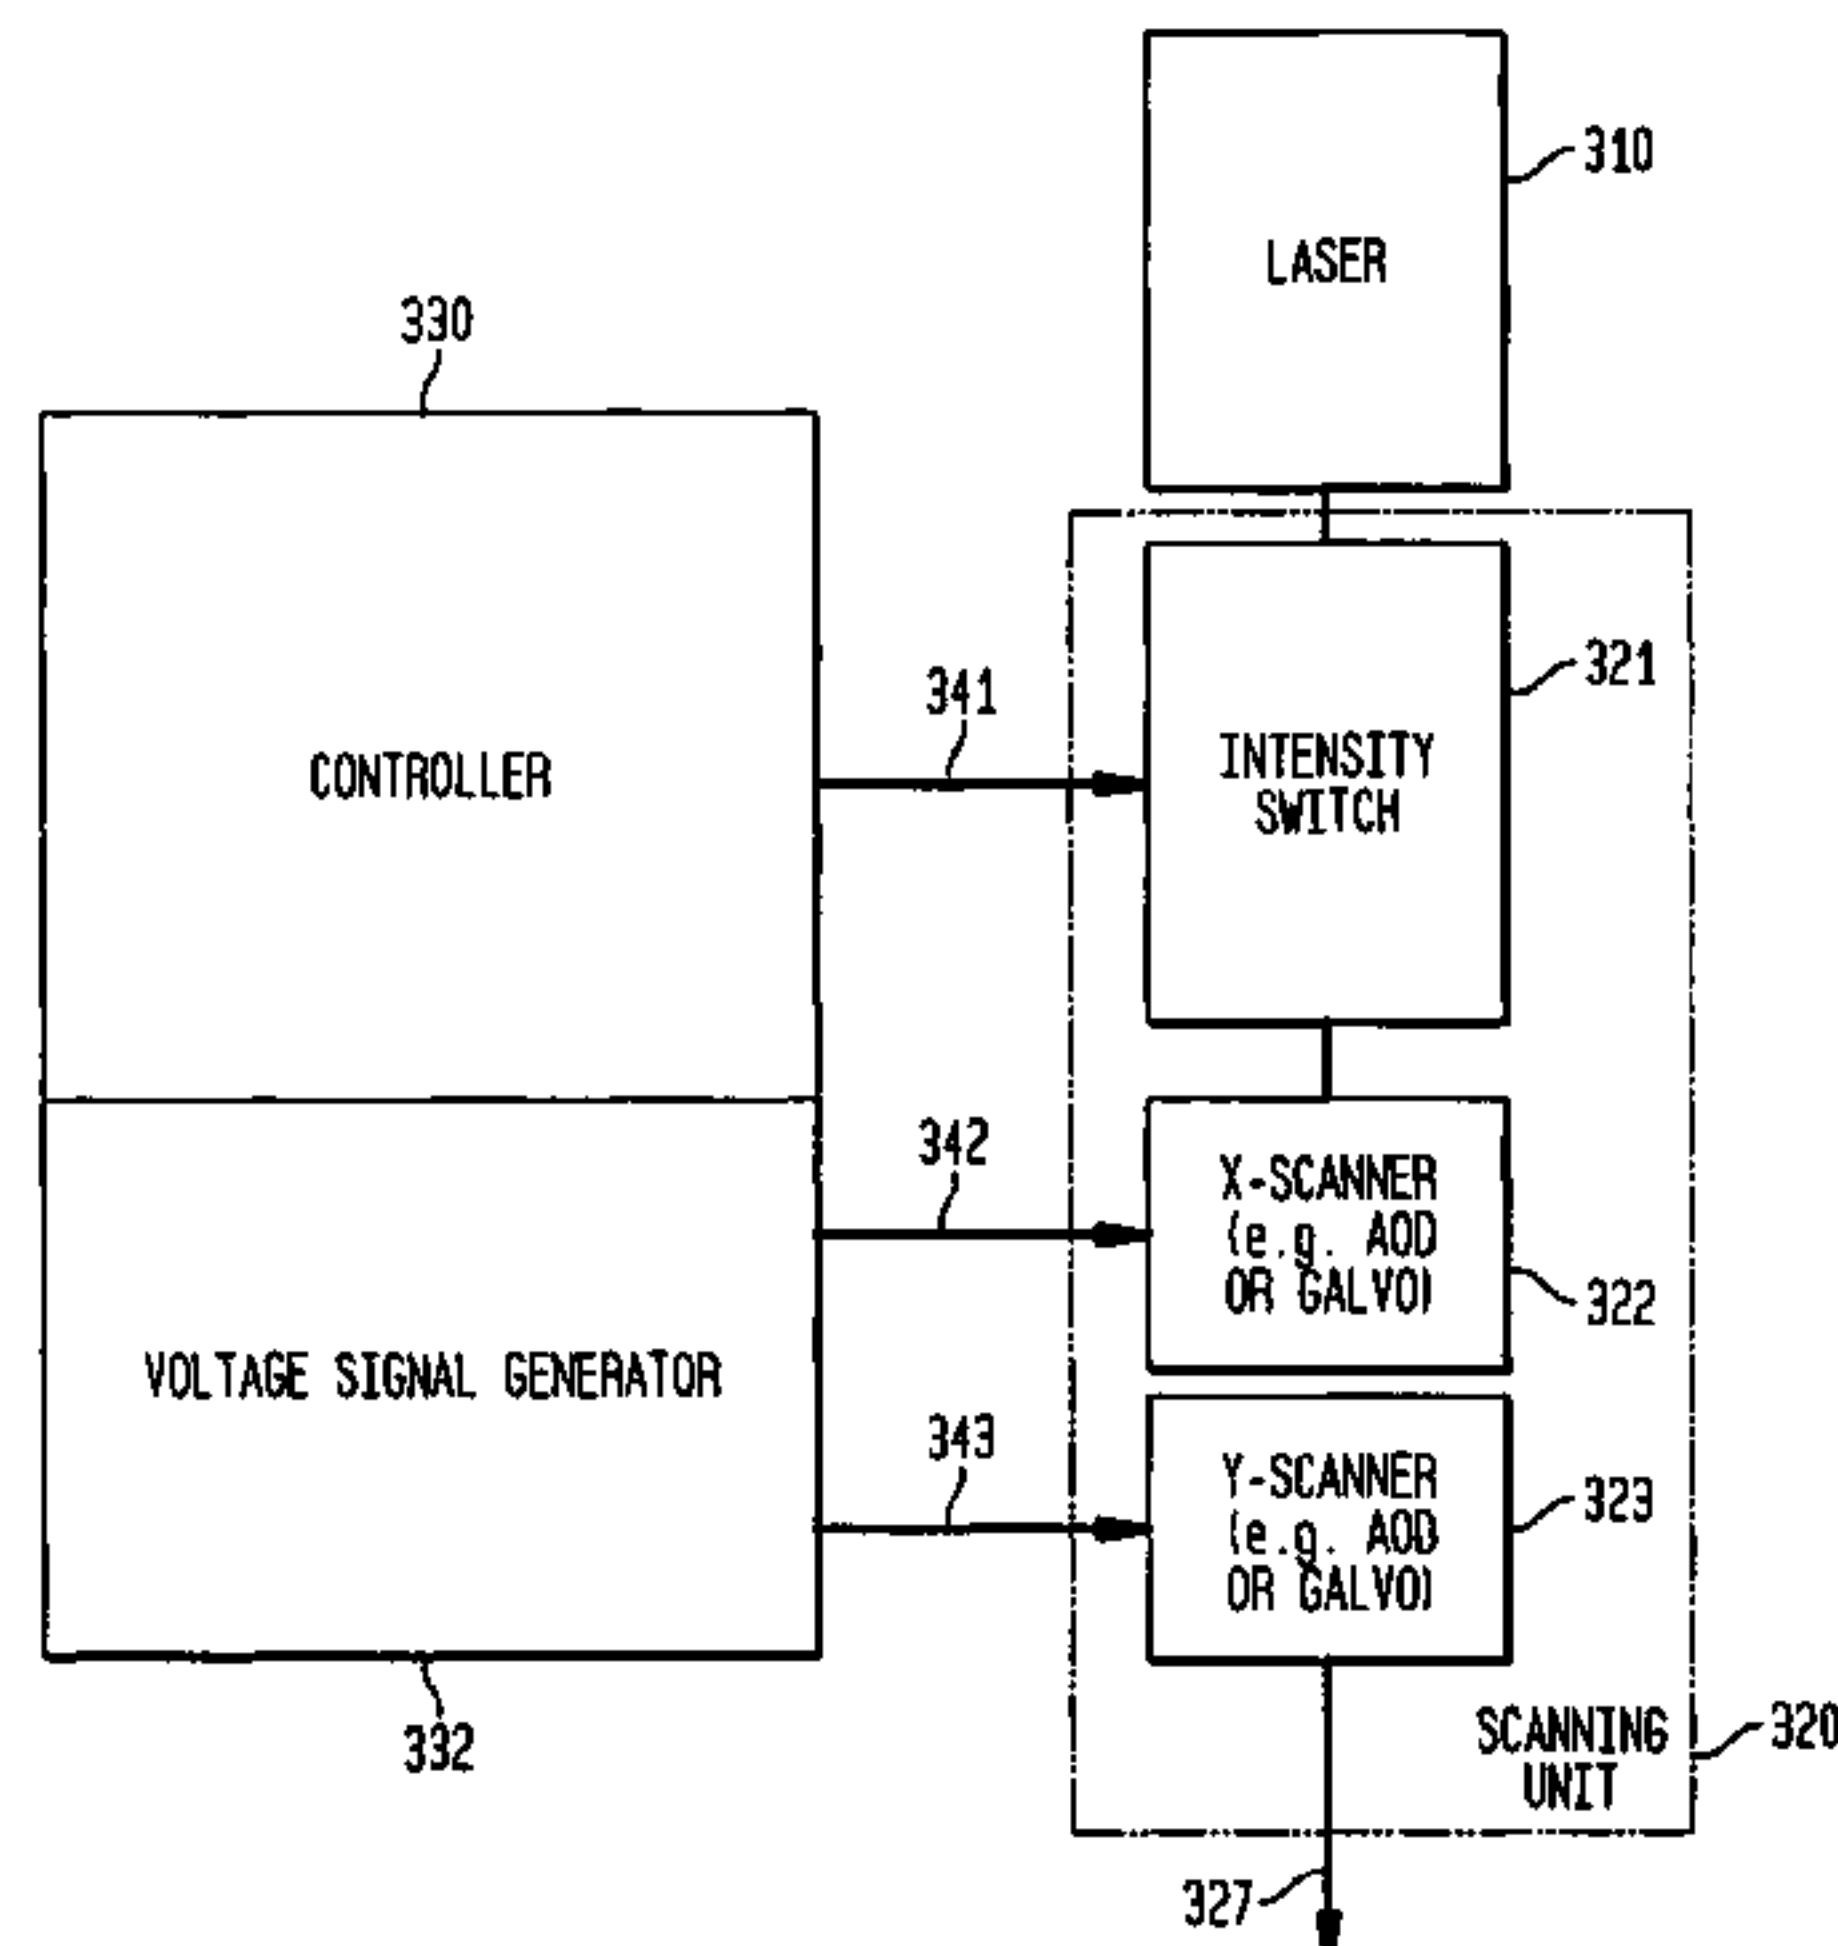 310
LASER
330
321
341
INTENSITY
SWITCH
CONTROLLER
342
X-SCANNER
(e.g. AOD
OR GALVO)
322
VOLTAGE SIGNAL GENERATOR
343
Y-SCANNER
(e.g. AOD
OR GALVO)
323
332
SCANNING
UNIT
320
327